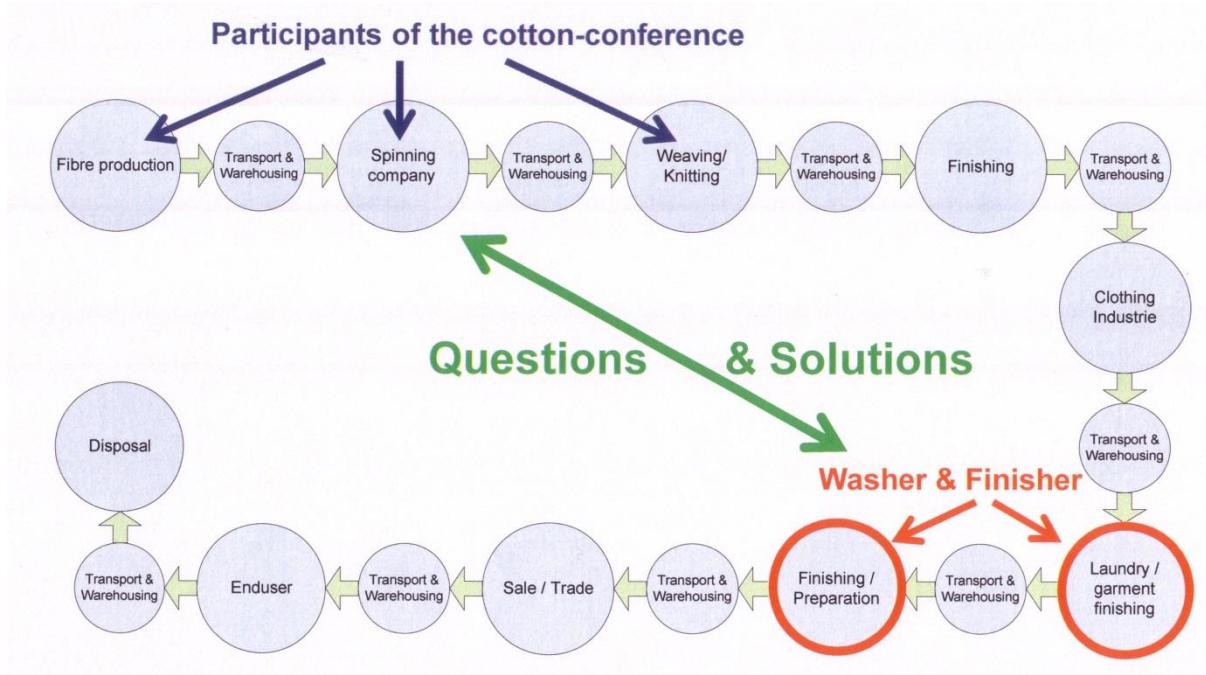 Participants of the cotton-conference
Fibre production
Transport &
Warehousing
Spinning
company
Transport &
Warehousing
Weaving/
Knitting
Transport &
Warehousing
Finishing
Transport &
Warehousing
Clothing
Industrie
Questions & Solutions
Transport &
Warehousing
Washer & Finisher
Laundry /
garment
finishing
Transport &
Warehousing
Finishing /
Preparation
Transport &
Warehousing
Sale / Trade
Transport &
Warehousing
Enduser
Transport &
Warehousing
Disposal